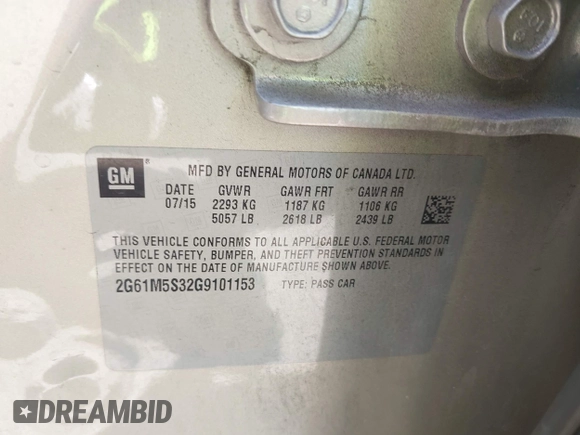 109
GM
MFD BY GENERAL MOTORS OF CANADA LTD.
DATE GVWR GAWR FRT GAWR RR
07/15 2293 KG 1187 KG 1106 KG
5057 LB 2618 LB 2439 LB
THIS VEHICLE CONFORMS TO ALL APPLICABLE U.S. FEDERAL MOTOR
VEHICLE SAFETY, BUMPER, AND THEFT PREVENTION STANDARDS IN
EFFECT ON THE DATE OF MANUFACTURE SHOWN ABOVE.
2G61M5S32G9101153 TYPE: PASS CAR
DREAMBID